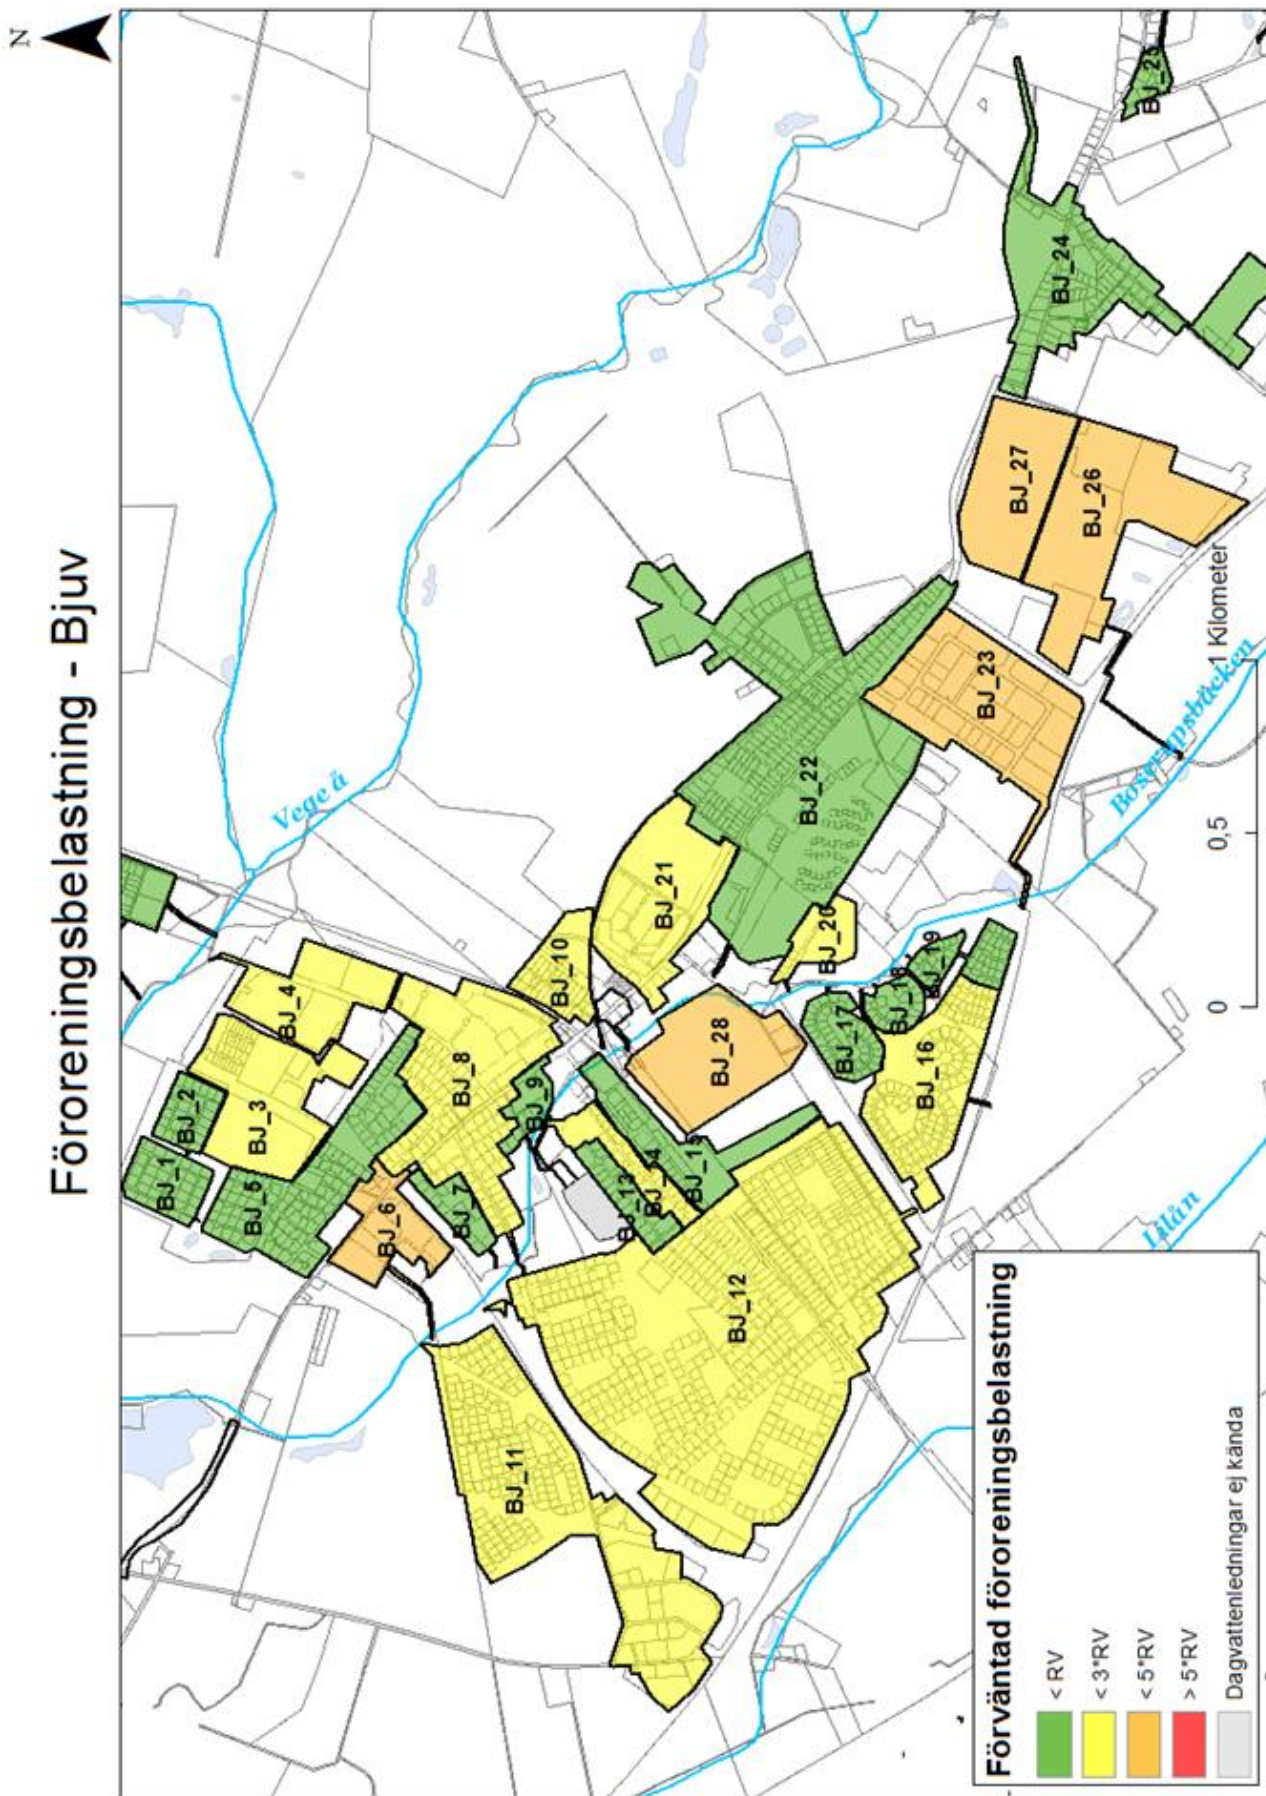 Föroreningsbelastning - Bjuv
N
Vege å
Boserupsbäcken
Lilån
BJ_1
BJ_2
BJ_3
BJ_4
BJ_5
BJ_6
BJ_7
BJ_8
BJ_9
BJ_10
BJ_11
BJ_12
BJ_13
BJ_14
BJ_15
BJ_16
BJ_17
BJ_18
BJ_19
BJ_20
BJ_21
BJ_22
BJ_23
BJ_24
BJ_25
BJ_26
BJ_27
BJ_28
0 0,5 1 Kilometer
Förväntad föroreningsbelastning
< RV
< 3*RV
< 5*RV
> 5*RV
Dagvattenledningar ej kända